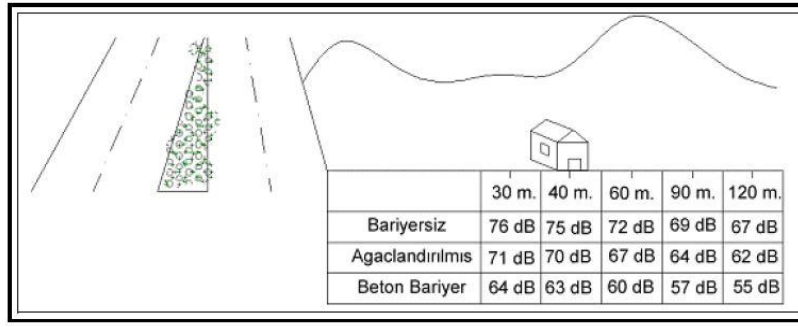 30 m. 40 m. 60 m. 90 m. 120 m.
Bariyersiz 76 dB 75 dB 72 dB 69 dB 67 dB
Agaclandırılmıs 71 dB 70 dB 67 dB 64 dB 62 dB
Beton Bariyer 64 dB 63 dB 60 dB 57 dB 55 dB